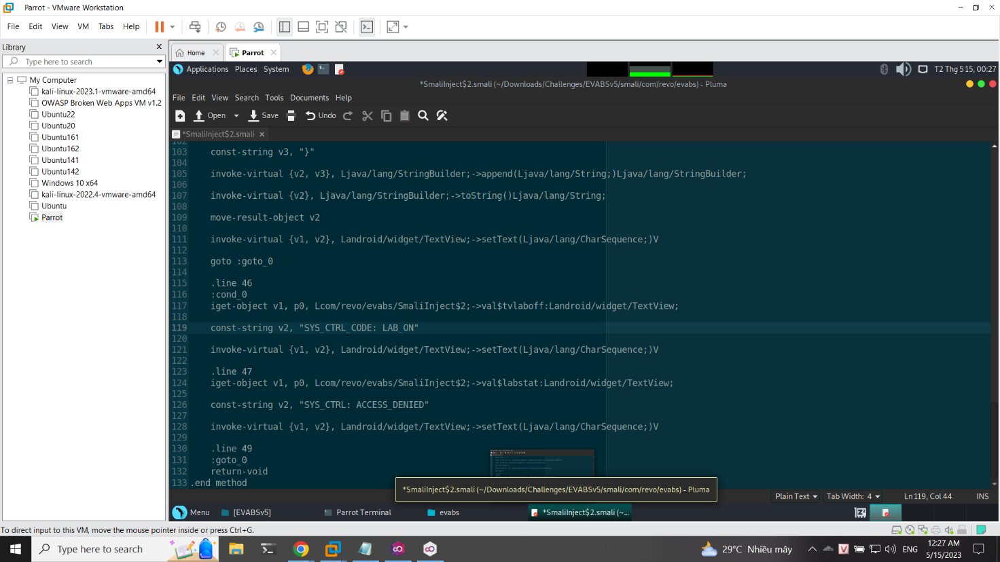 Parrot - VMware Workstation
File Edit View VM Tabs Help
Library
Type here to search
My Computer
kali-linux-2023.1-vmware-amd64
OWASP Broken Web Apps VM v1.2
Ubuntu22
Ubuntu20
Ubuntu161
Ubuntu162
Ubuntu141
Ubuntu142
Windows 10 x64
kali-linux-2022.4-vmware-amd64
Ubuntu
Parrot
Home
Parrot
Applications Places System
T2 Thg 5 15, 00:27
*SmaliInject$2.smali (~/Downloads/Challenges/EVABSv5/smali/com/revo/evabs) - Pluma
File Edit View Search Tools Documents Help
Open Save Undo
*SmaliInject$2.smali
102
103 const-string v3, "}"
104
105 invoke-virtual {v2, v3}, Ljava/lang/StringBuilder;->append(Ljava/lang/String;)Ljava/lang/StringBuilder;
106
107 invoke-virtual {v2}, Ljava/lang/StringBuilder;->toString()Ljava/lang/String;
108
109 move-result-object v2
110
111 invoke-virtual {v1, v2}, Landroid/widget/TextView;->setText(Ljava/lang/CharSequence;)V
112
113 goto :goto_0
114
115 .line 46
116 :cond_0
117 iget-object v1, p0, Lcom/revo/evabs/SmaliInject$2;->val$tvlaboff:Landroid/widget/TextView;
118
119 const-string v2, "SYS_CTRL_CODE: LAB_ON"
120
121 invoke-virtual {v1, v2}, Landroid/widget/TextView;->setText(Ljava/lang/CharSequence;)V
122
123 .line 47
124 iget-object v1, p0, Lcom/revo/evabs/SmaliInject$2;->val$labstat:Landroid/widget/TextView;
125
126 const-string v2, "SYS_CTRL: ACCESS_DENIED"
127
128 invoke-virtual {v1, v2}, Landroid/widget/TextView;->setText(Ljava/lang/CharSequence;)V
129
130 .line 49
131 :goto_0
132 return-void
133 .end method
*SmaliInject$2.smali (~/Downloads/Challenges/EVABSv5/smali/com/revo/evabs) - Pluma
Plain Text Tab Width: 4 Ln 119, Col 44 INS
Menu [EVABSv5] Parrot Terminal evabs *SmaliInject$2.smali (~...
To direct input to this VM, move the mouse pointer inside or press Ctrl+G.
Type here to search
29°C Nhiều mây
ENG
12:27 AM
5/15/2023